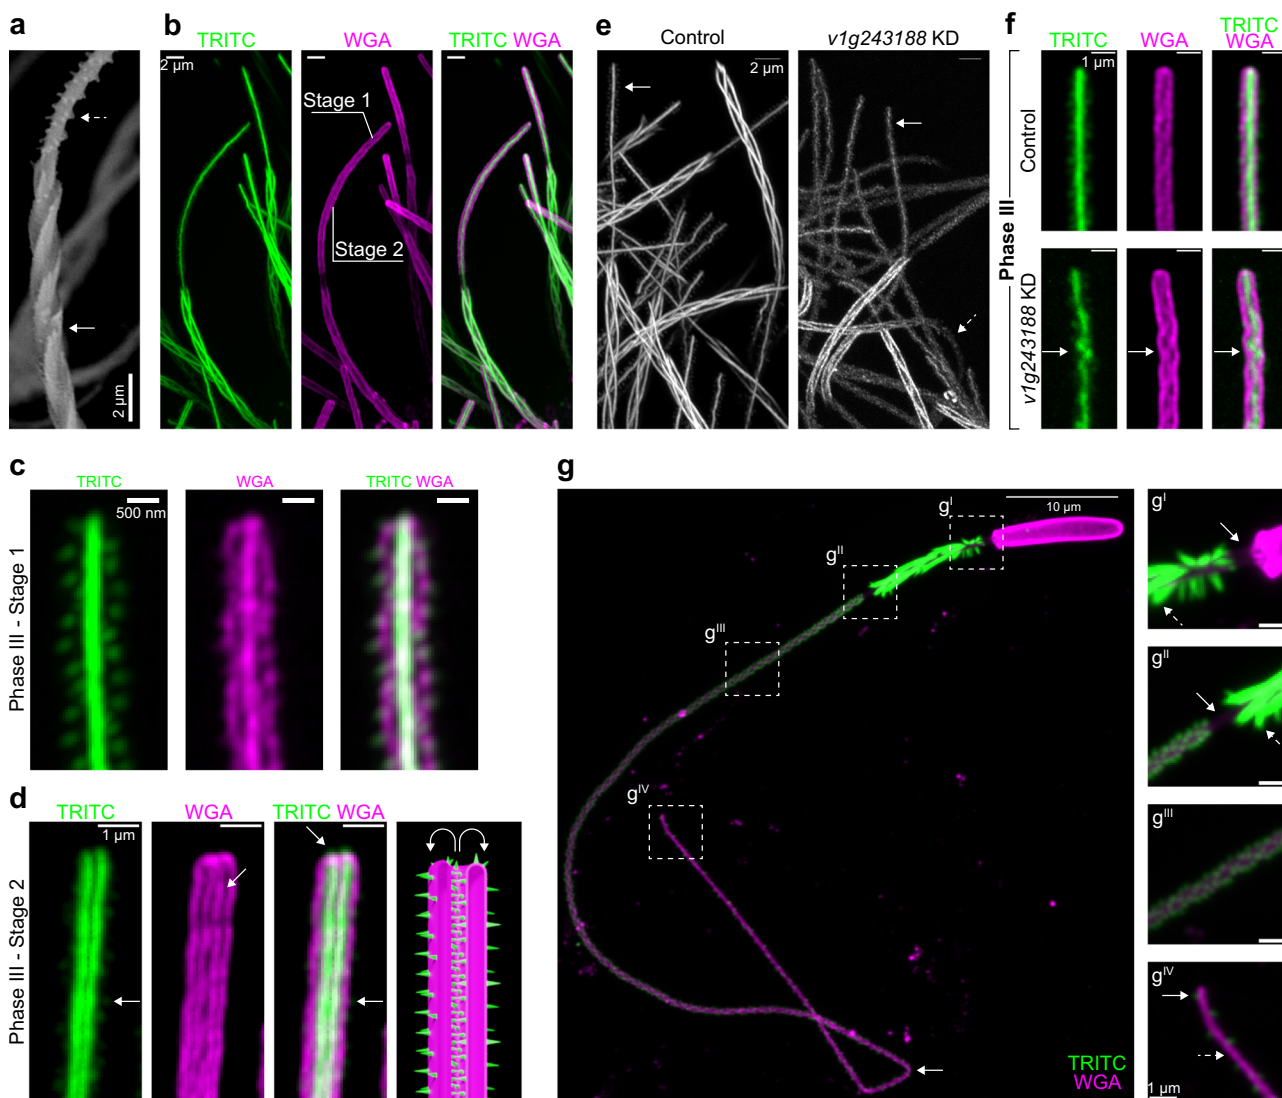 a
2 µm
b
TRITC
WGA
TRITC WGA
2 µm
Stage 1
Stage 2
e
Control
v1g243188 KD
2 µm
f
TRITC
WGA
TRITC
WGA
1 µm
Phase III
Control
v1g243188 KD
c
TRITC
WGA
TRITC WGA
500 nm
Phase III - Stage 1
d
TRITC
WGA
TRITC WGA
1 µm
Phase III - Stage 2
g
10 µm
gI
gII
gIII
gIV
TRITC
WGA
gI
gII
gIII
gIV
1 µm